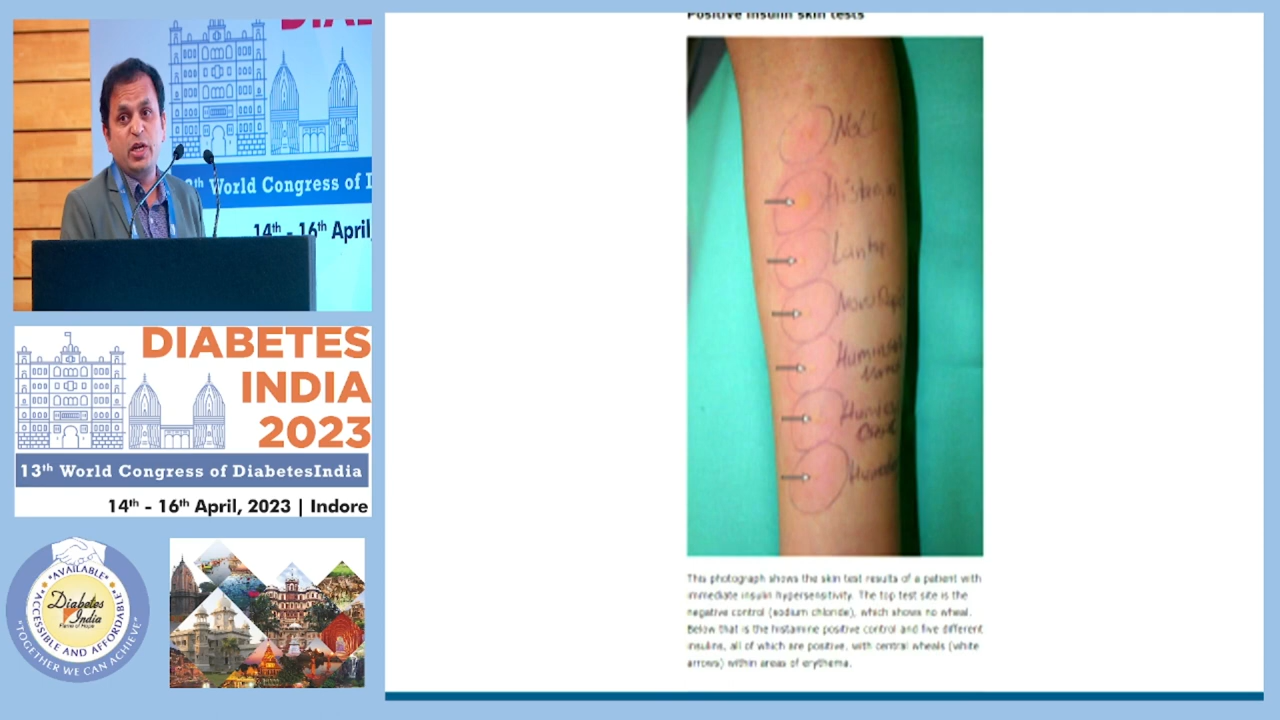 Positive insulin skin tests
NaCl
This photograph shows the skin test results of a patient with
immediate insulin hypersensitivity. The top test site is the
negative control (sodium chloride), which shows no wheal.
Below that is the histamine positive control and five different
insulins, all of which are positive, with central wheals (white
arrows) within areas of erythema.
World Congress of
14th - 16th April,
DIABETES
INDIA
2023
13th World Congress of DiabetesIndia
14th - 16th April, 2023 | Indore
"AVAILABLE"
"ACCESSIBLE AND AFFORDABLE"
Diabetes
India
"TOGETHER WE CAN ACHIEVE"